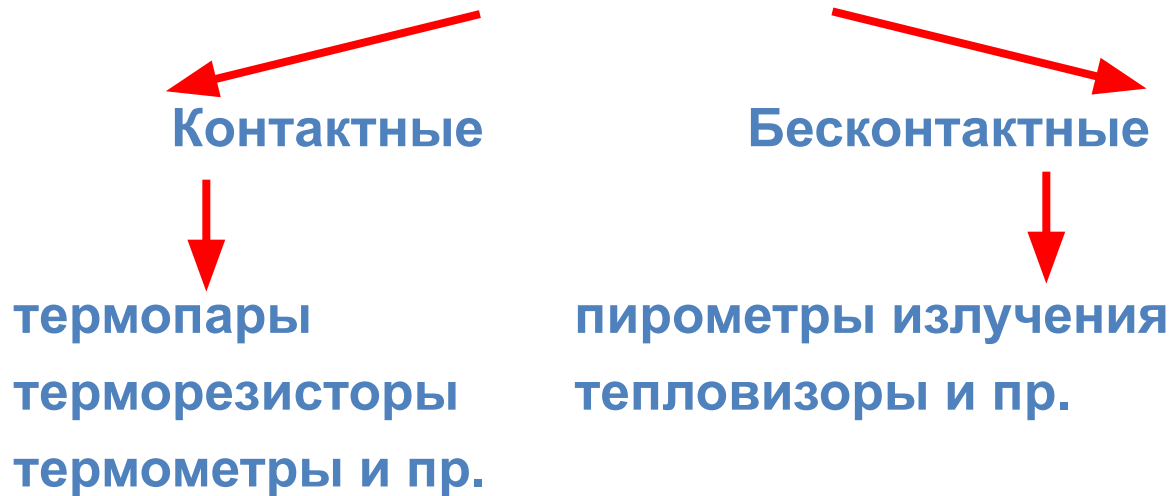 Контактные
Бесконтактные
термопары
терморезисторы
термометры и пр.
пирометры излучения
тепловизоры и пр.